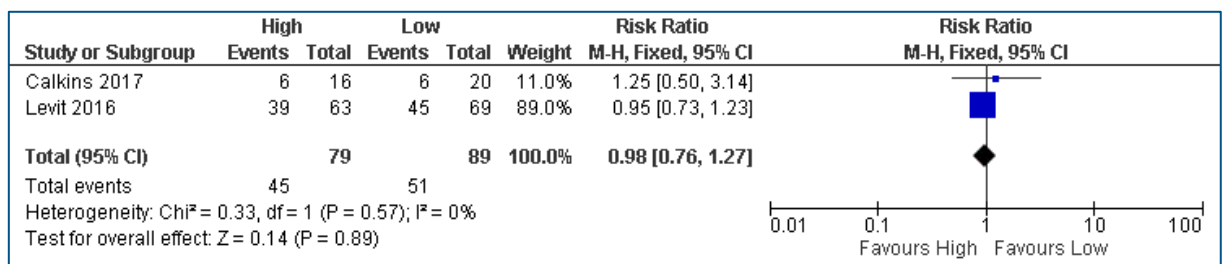 High Low Risk Ratio Risk Ratio
Study or Subgroup Events Total Events Total Weight M-H, Fixed, 95% CI M-H, Fixed, 95% CI
Calkins 2017 6 16 6 20 11.0% 1.25 [0.50, 3.14]
Levit 2016 39 63 45 69 89.0% 0.95 [0.73, 1.23]
Total (95% CI) 79 89 100.0% 0.98 [0.76, 1.27]
Total events 45 51
Heterogeneity: Chi² = 0.33, df = 1 (P = 0.57); I² = 0%
Test for overall effect: Z = 0.14 (P = 0.89)
0.01 0.1 1 10 100
Favours High Favours Low